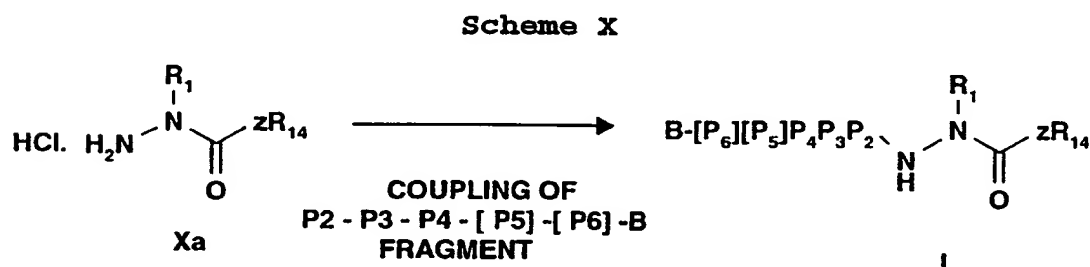 Scheme X
R1
HCl. H2N N zR14
O
Xa
COUPLING OF
P2 - P3 - P4 - [ P5] -[ P6] -B
FRAGMENT
R1
B-[P6][P5]P4P3P2 N N zR14
H O
I